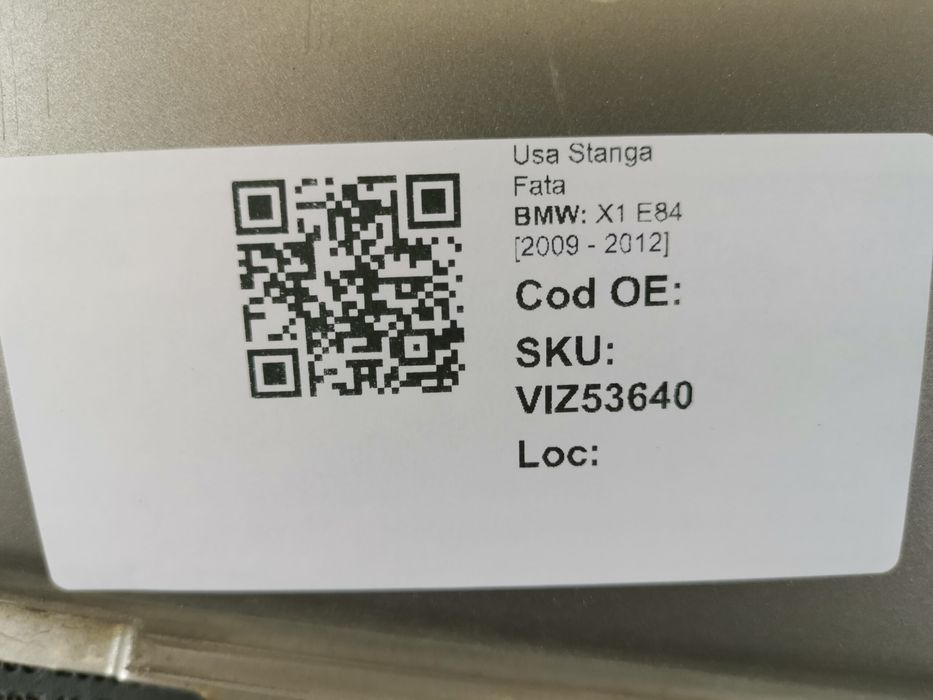 Usa Stanga
Fata
BMW: X1 E84
[2009 - 2012]
Cod OE:
SKU:
VIZ53640
Loc: